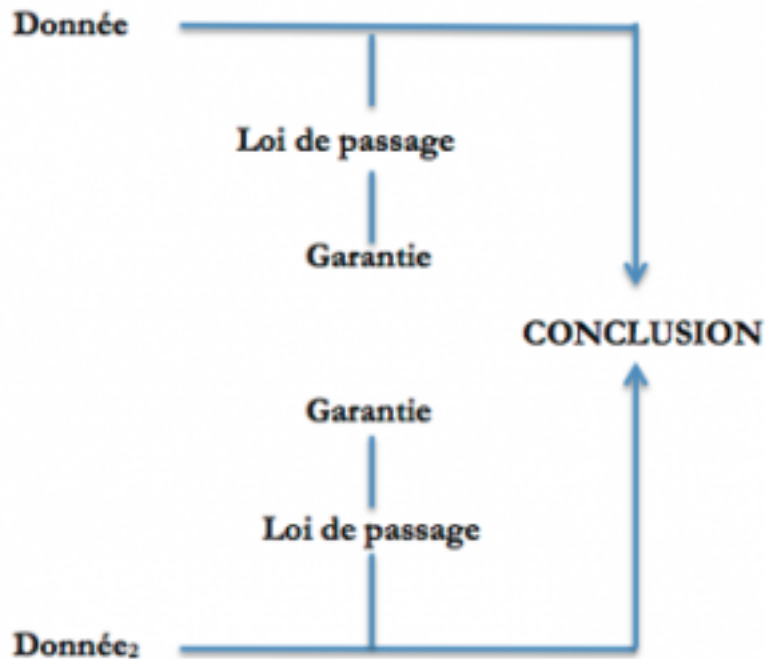 Donnée
Loi de passage
Garantie
CONCLUSION
Garantie
Loi de passage
Donnée₂